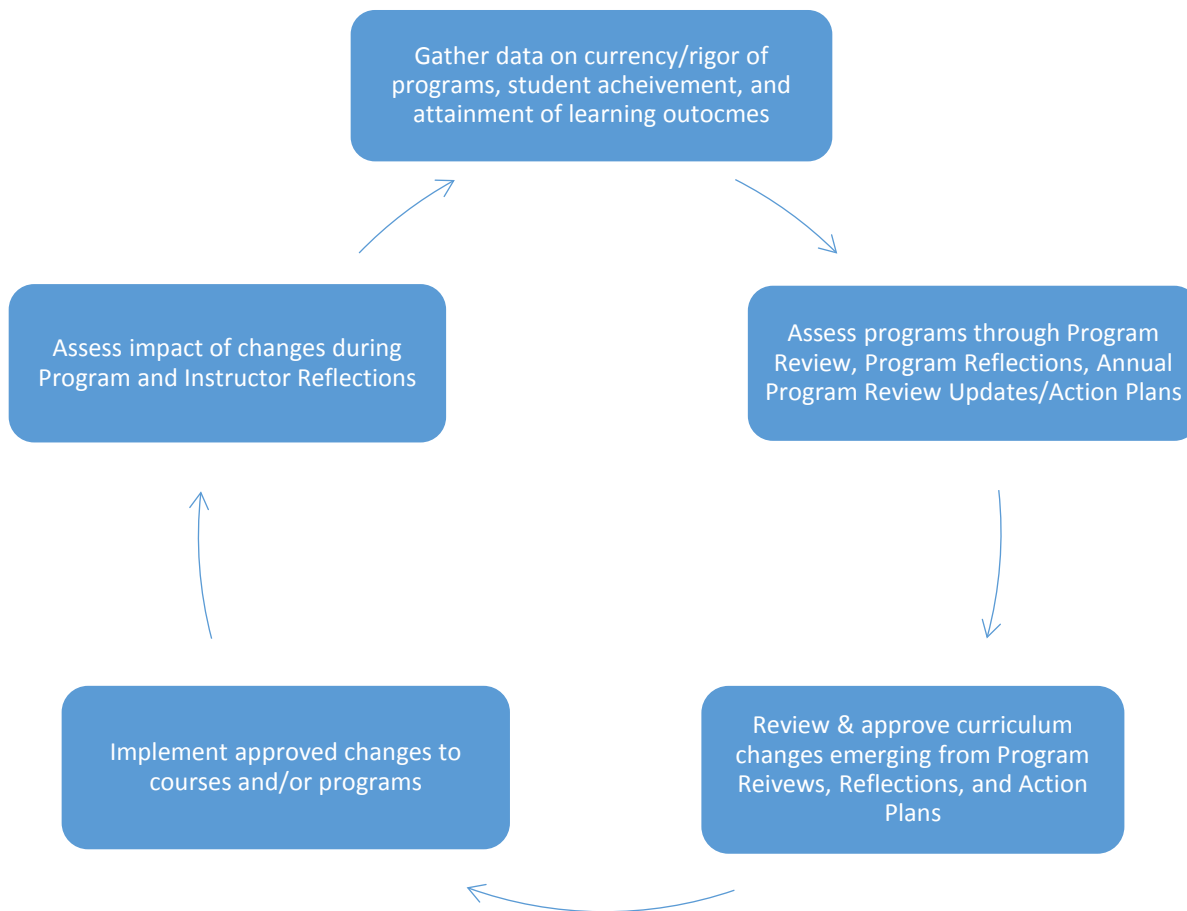 Gather data on currency/rigor of
programs, student acheivement, and
attainment of learning outocmes
Assess programs through Program
Review, Program Reflections, Annual
Program Review Updates/Action Plans
Review & approve curriculum
changes emerging from Program
Reivews, Reflections, and Action
Plans
Implement approved changes to
courses and/or programs
Assess impact of changes during
Program and Instructor Reflections